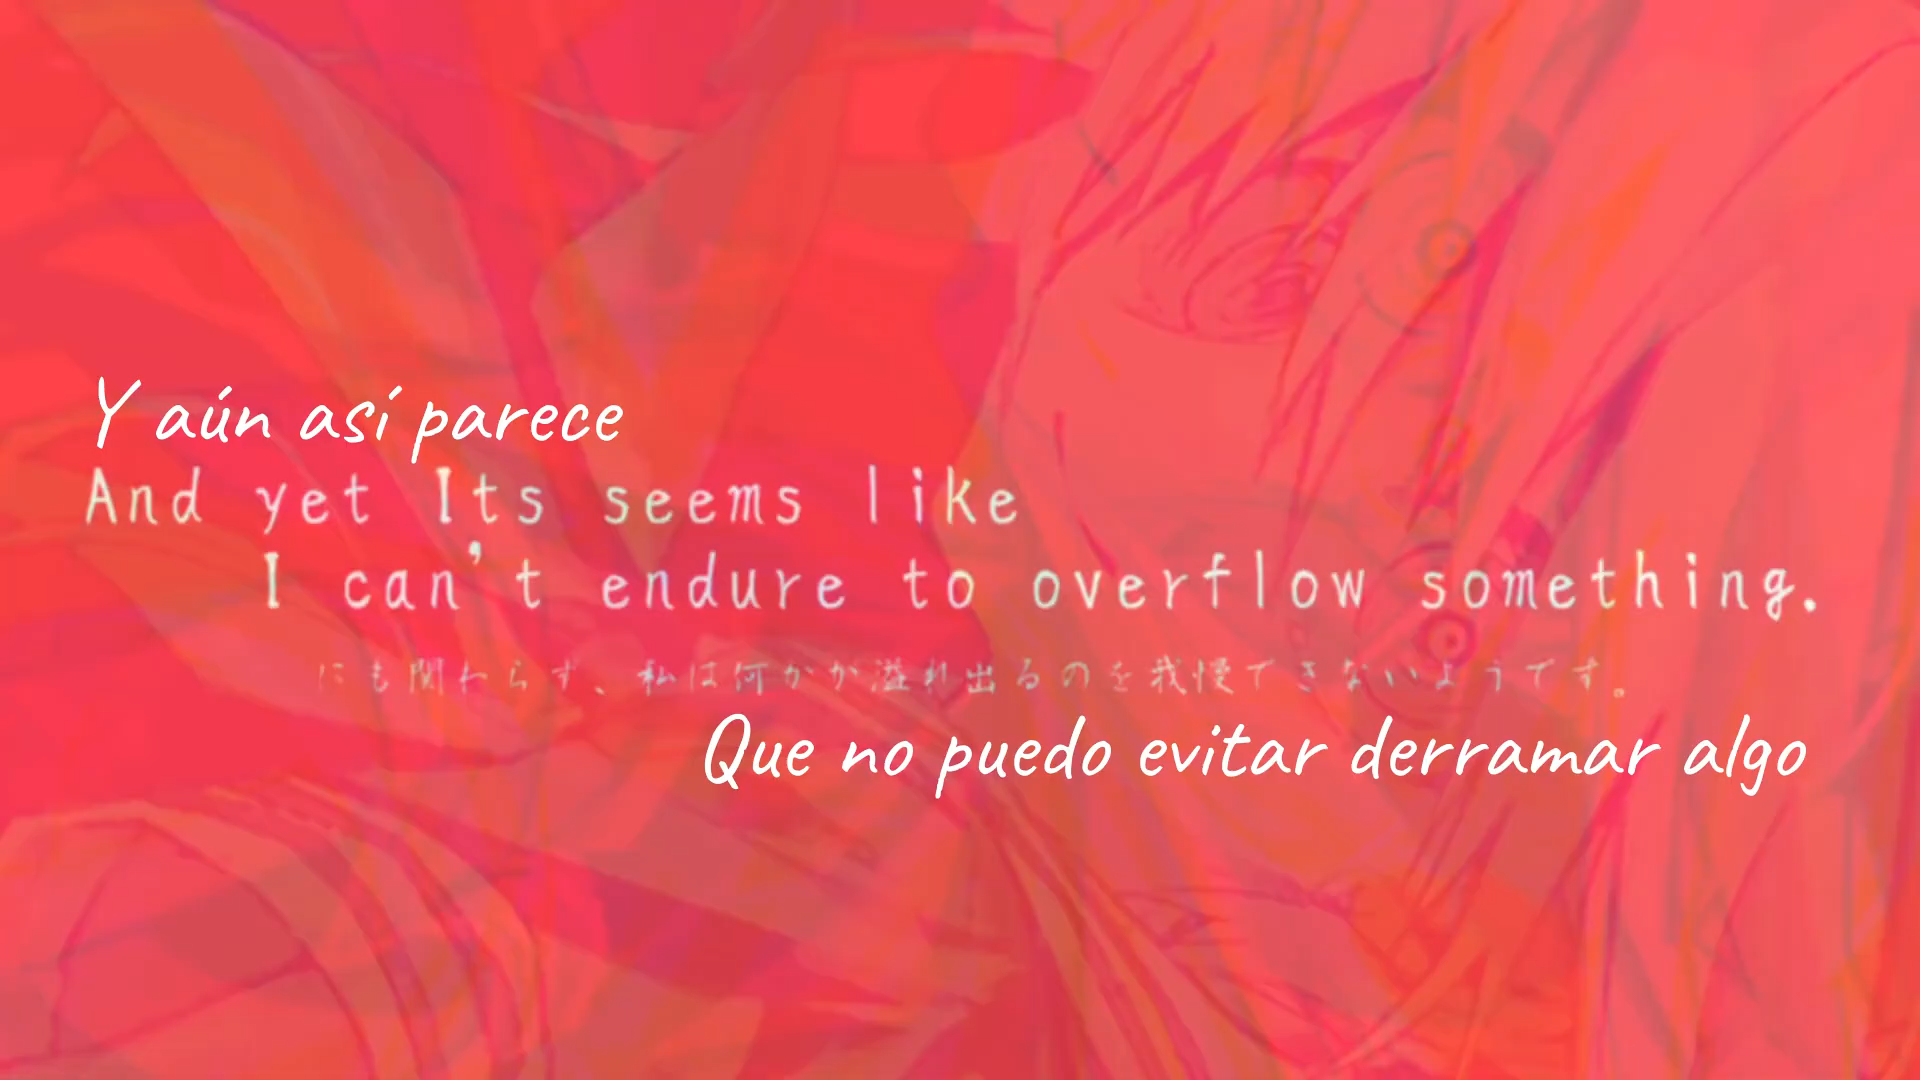 Y aún así parece
And yet Its seems like
I can't endure to overflow something.
にも関わらず、私は何かか溢れ出るのを我慢できないようです。
Que no puedo evitar derramar algo